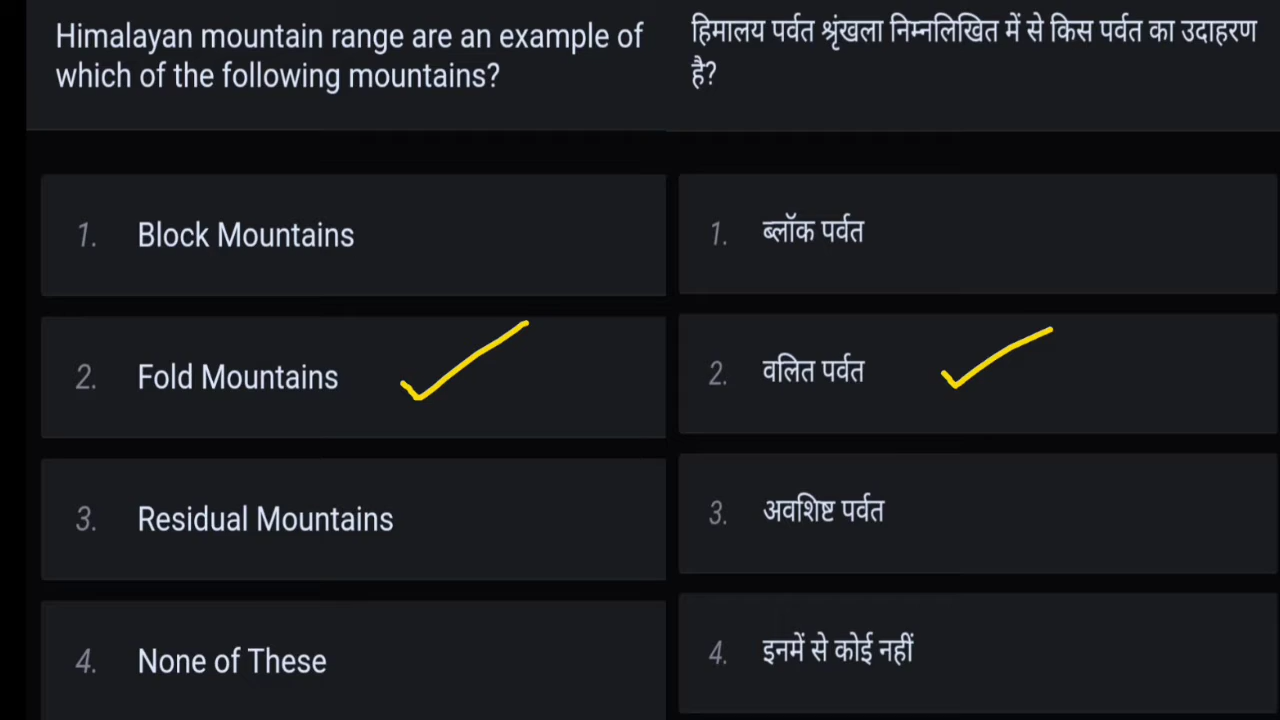 Himalayan mountain range are an example of
which of the following mountains?
1. Block Mountains
2. Fold Mountains
3. Residual Mountains
4. None of These
हिमालय पर्वत श्रृंखला निम्नलिखित में से किस पर्वत का उदाहरण
है?
1. ब्लॉक पर्वत
2. वलित पर्वत
3. अवशिष्ट पर्वत
4. इनमें से कोई नहीं